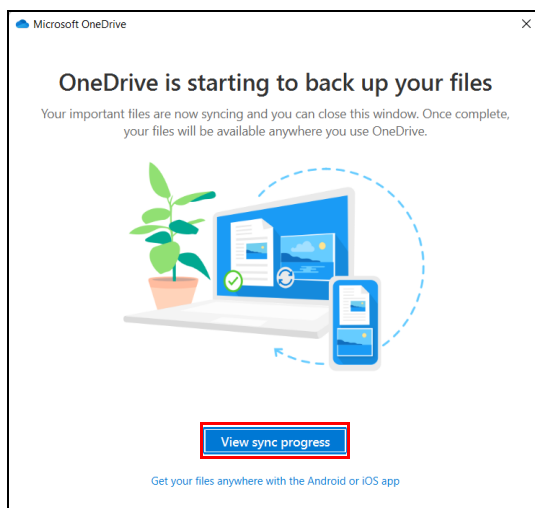 Microsoft OneDrive
OneDrive is starting to back up your files
Your important files are now syncing and you can close this window. Once complete,
your files will be available anywhere you use OneDrive.
View sync progress
Get your files anywhere with the Android or iOS app